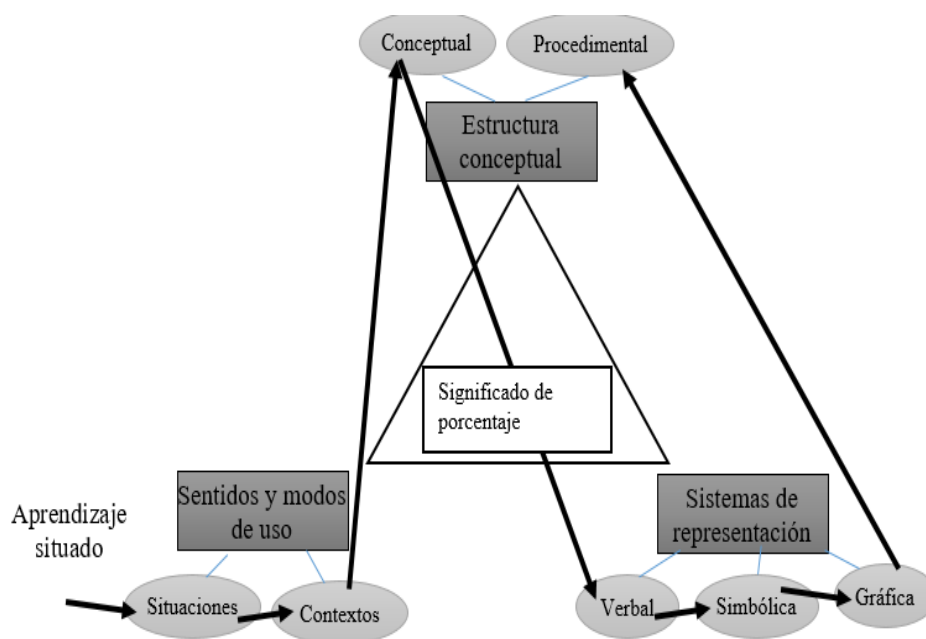 Conceptual
Procedimental
Estructura
conceptual
Significado de
porcentaje
Sentidos y modos
de uso
Sistemas de
representación
Aprendizaje
situado
Situaciones
Contextos
Verbal
Simbólica
Gráfica